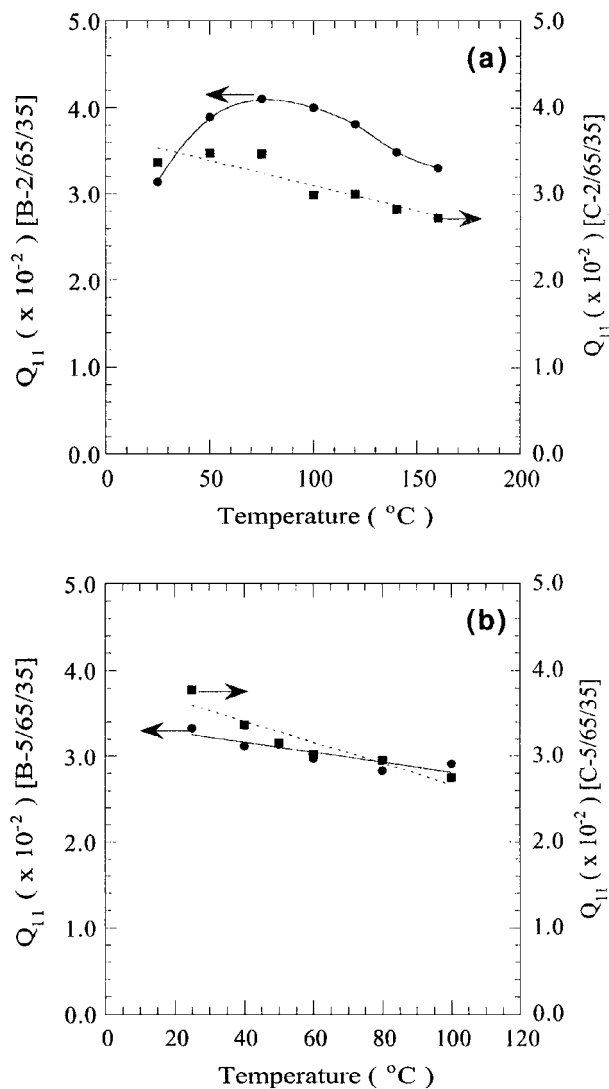 (a)
5.0
4.0
3.0
2.0
1.0
0.0
Q11 ( x 10-2 ) [B-2/65/35]
5.0
4.0
3.0
2.0
1.0
0.0
Q11 ( x 10-2 ) [C-2/65/35]
0 50 100 150 200
Temperature ( °C )
(b)
5.0
4.0
3.0
2.0
1.0
0.0
Q11 ( x 10-2 ) [B-5/65/35]
5.0
4.0
3.0
2.0
1.0
0.0
Q11 ( x 10-2 ) [C-5/65/35]
0 20 40 60 80 100 120
Temperature ( °C )